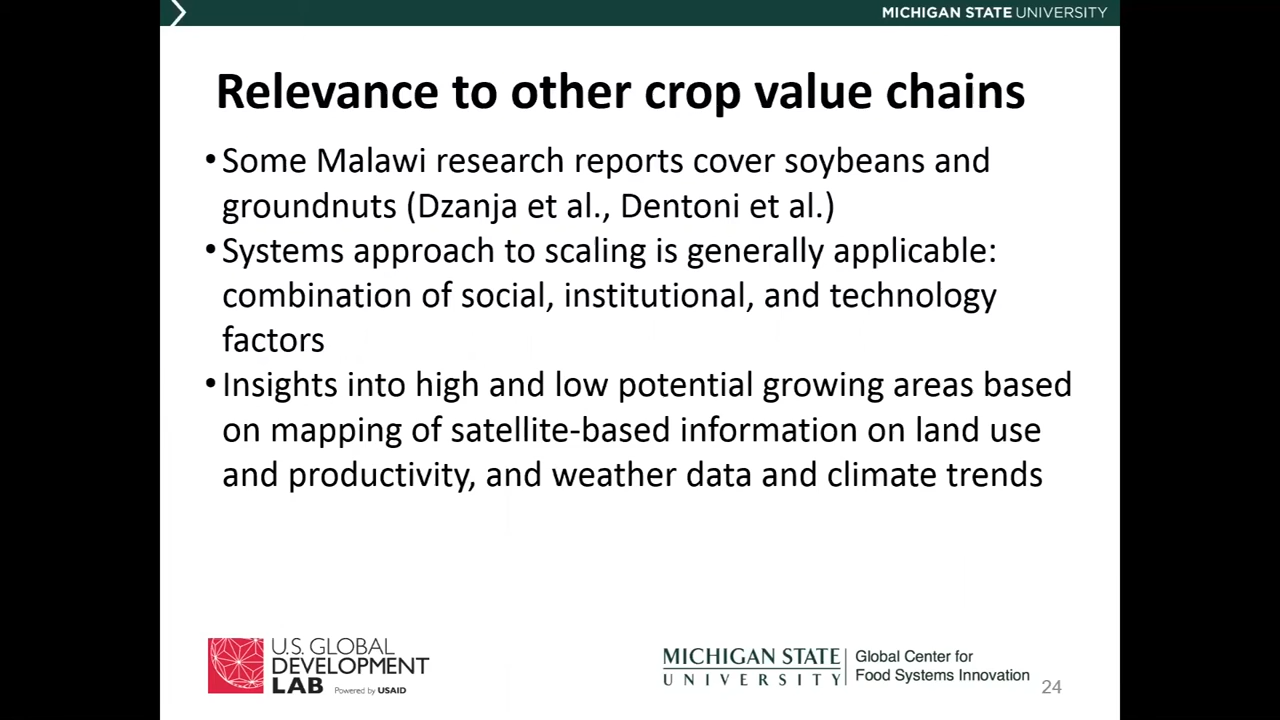 MICHIGAN STATE UNIVERSITY
Relevance to other crop value chains
• Some Malawi research reports cover soybeans and
groundnuts (Dzanja et al., Dentoni et al.)
• Systems approach to scaling is generally applicable:
combination of social, institutional, and technology
factors
• Insights into high and low potential growing areas based
on mapping of satellite-based information on land use
and productivity, and weather data and climate trends
U.S. GLOBAL
DEVELOPMENT
LAB Powered by USAID
MICHIGAN STATE
UNIVERSITY
Global Center for
Food Systems Innovation
24